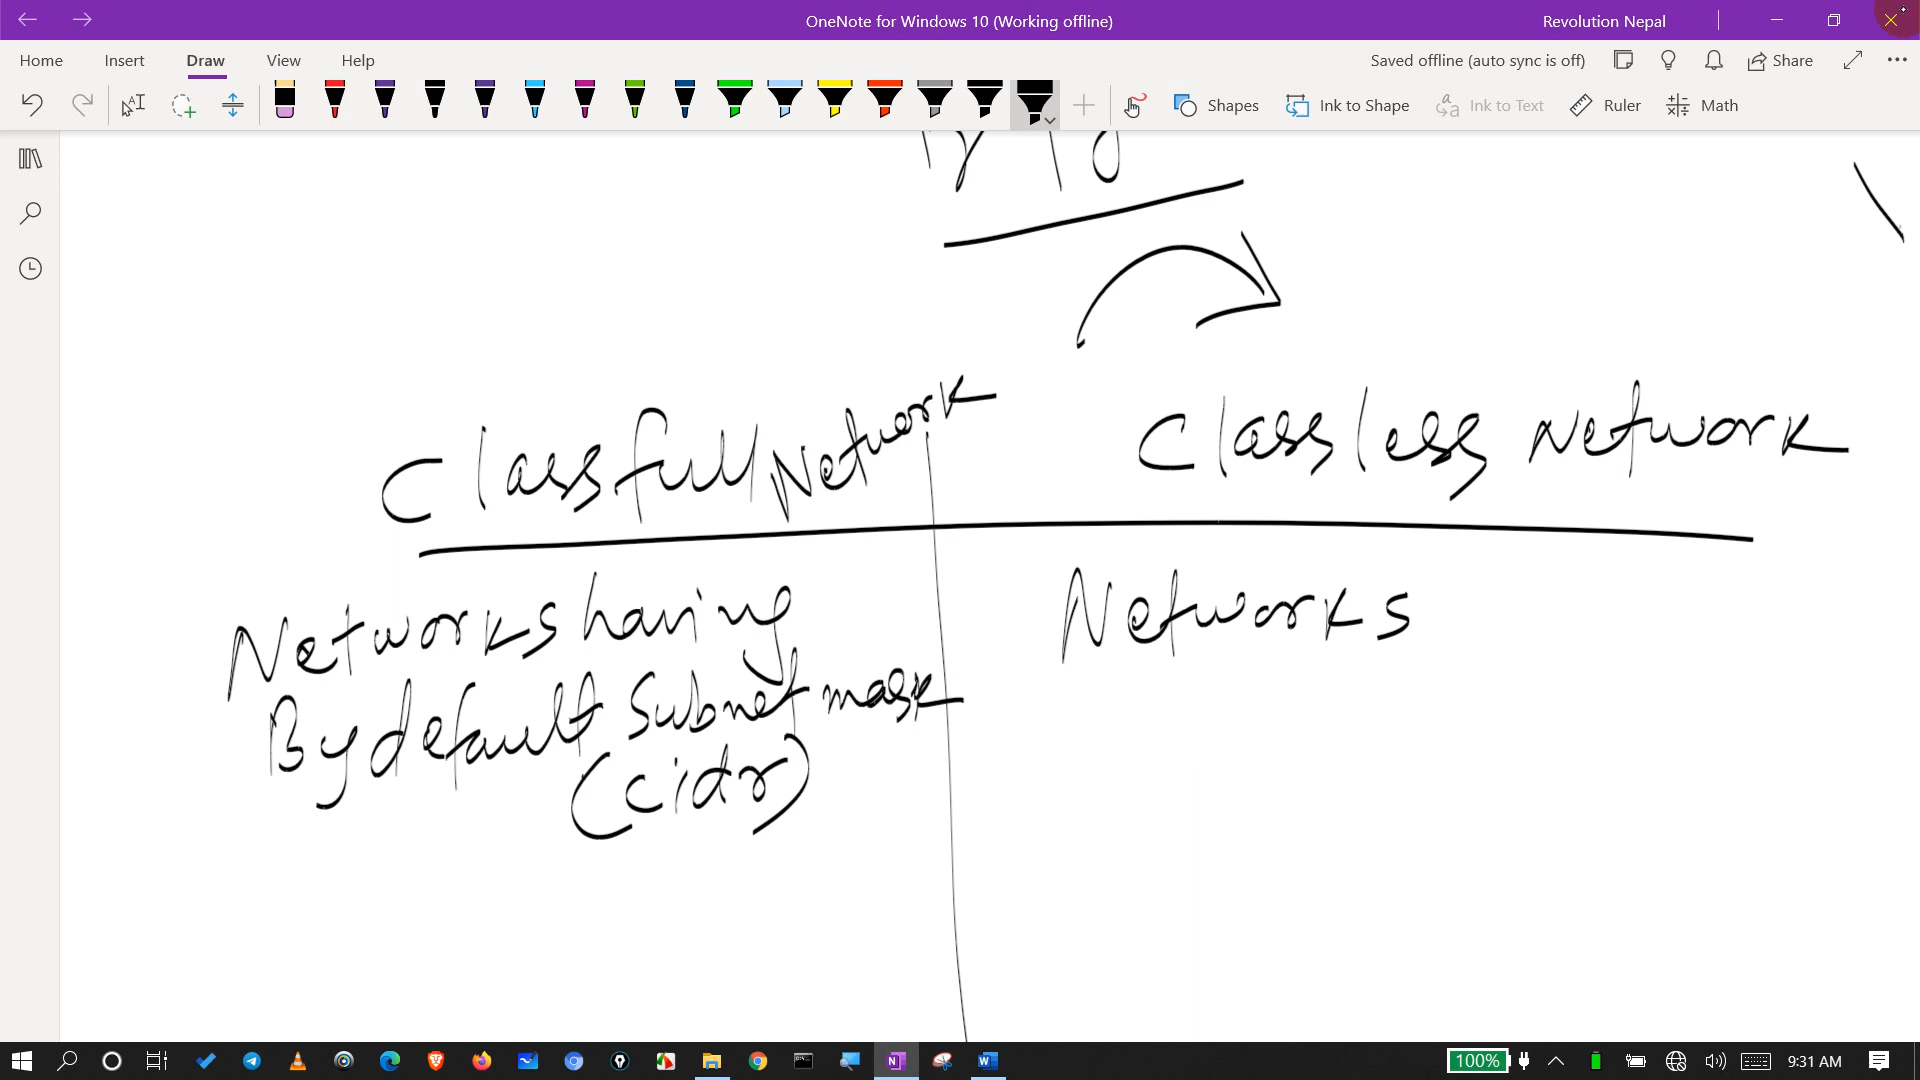 OneNote for Windows 10 (Working offline)
Revolution Nepal
Home Insert Draw View Help
Saved offline (auto sync is off)
Share
Shapes
Ink to Shape
Ink to Text
Ruler
Math
Classfull Network
Classless Network
Networks having
By default Subnet mask
(cidr)
Networks
100%
9:31 AM